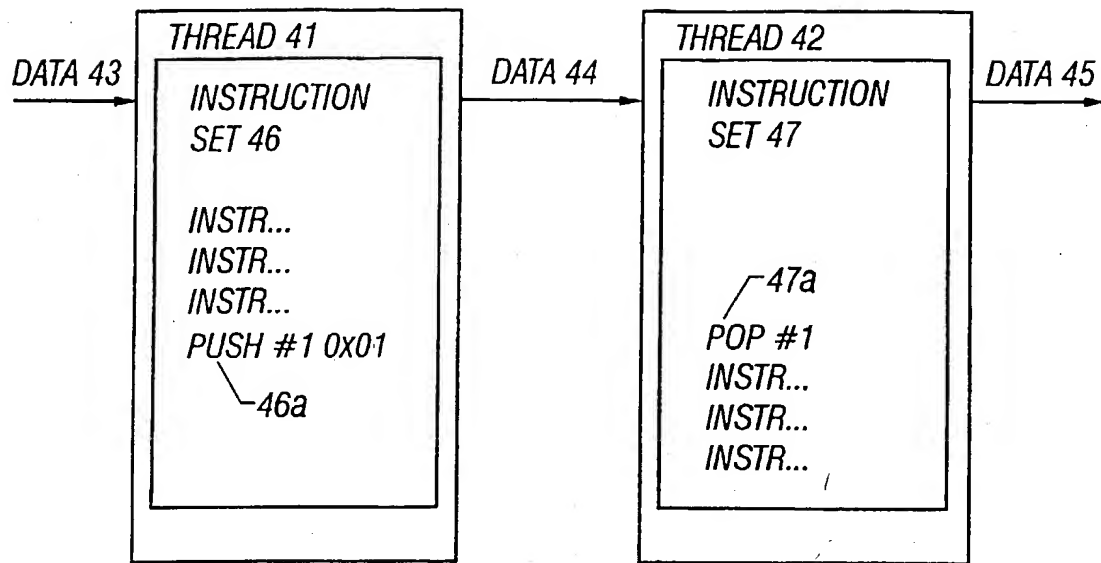 THREAD 41
THREAD 42
DATA 43
DATA 44
DATA 45
INSTRUCTION
SET 46
INSTR...
INSTR...
INSTR...
PUSH #1 0x01
46a
INSTRUCTION
SET 47
47a
POP #1
INSTR...
INSTR...
INSTR...